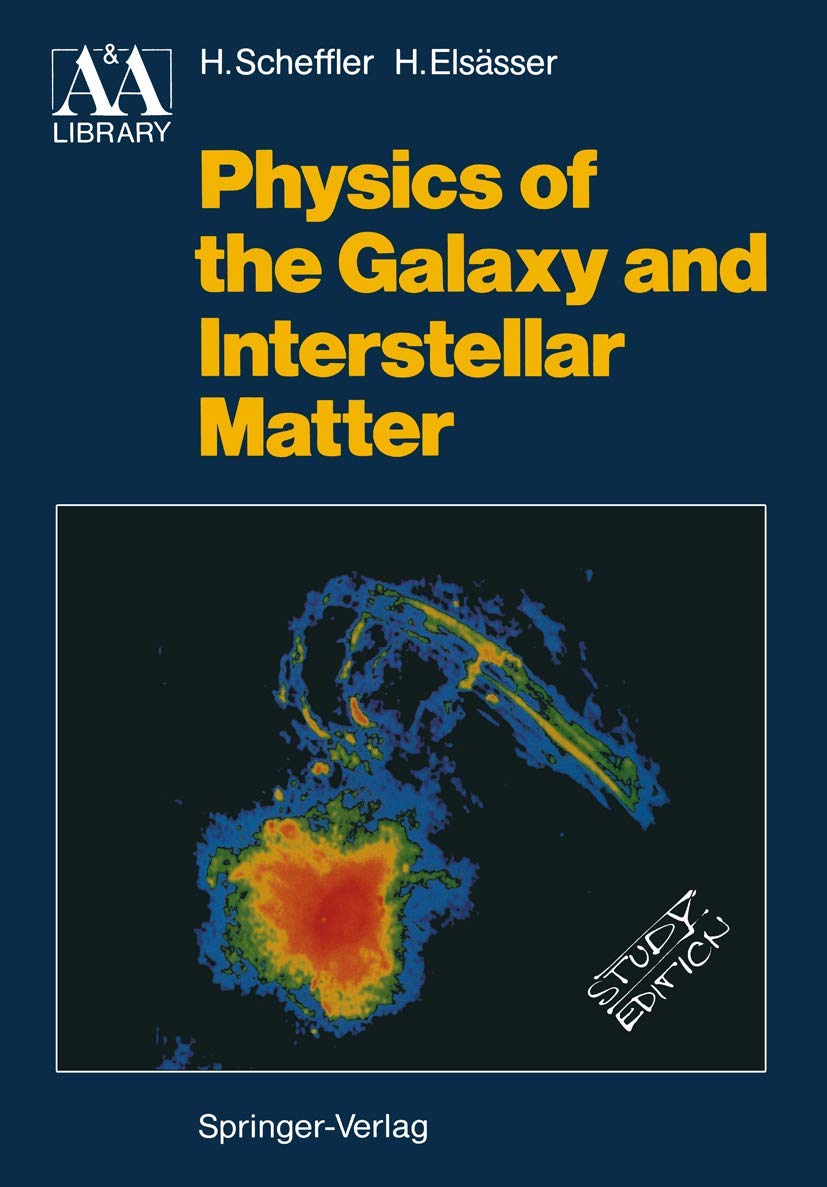 A&A
LIBRARY
H.Scheffler H.Elsässer
Physics of
the Galaxy and
Interstellar
Matter
STUDY
EDITION
Springer-Verlag